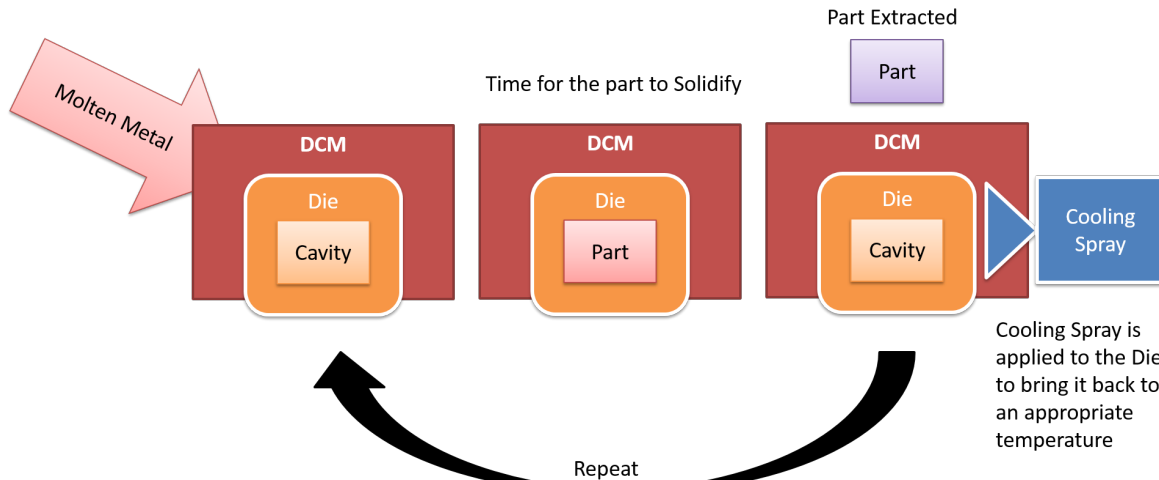 Part Extracted
Part
Molten Metal
Time for the part to Solidify
DCM
Die
Cavity
DCM
Die
Part
DCM
Die
Cavity
Cooling
Spray
Cooling Spray is
applied to the Die
to bring it back to
an appropriate
temperature
Repeat